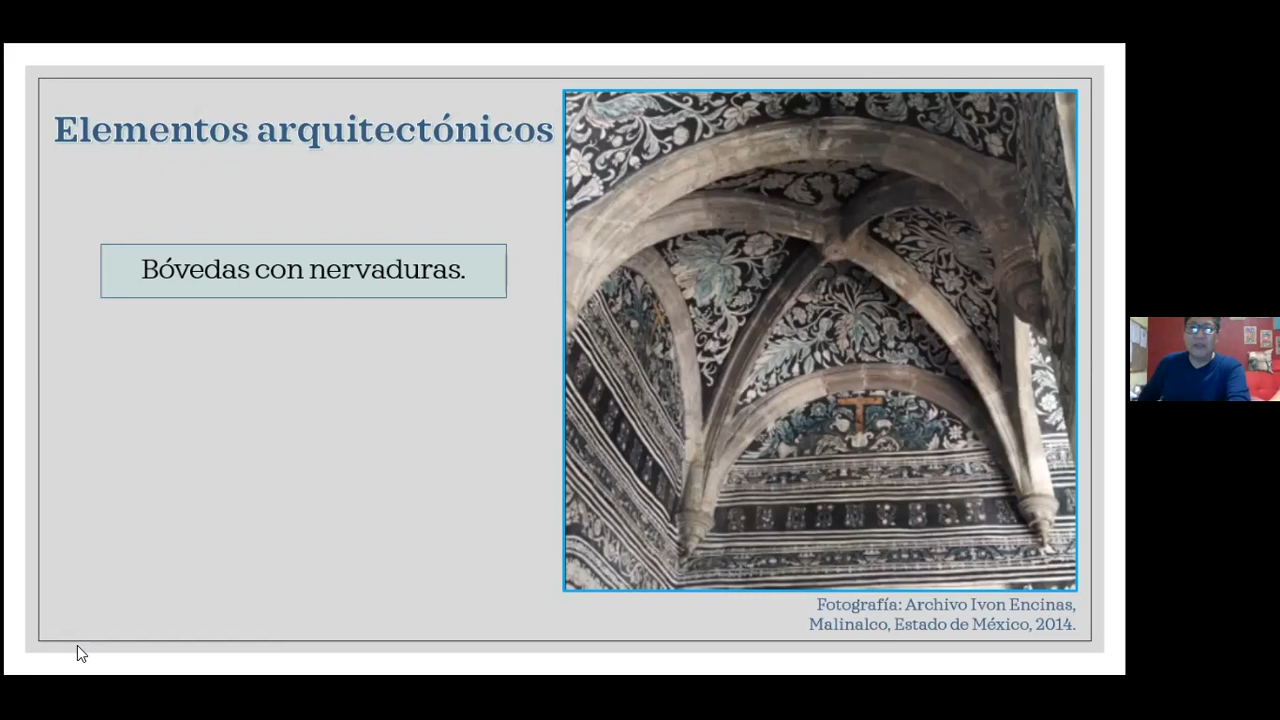 Elementos arquitectónicos
Bóvedas con nervaduras.
Fotografía: Archivo Ivon Encinas,
Malinalco, Estado de México, 2014.